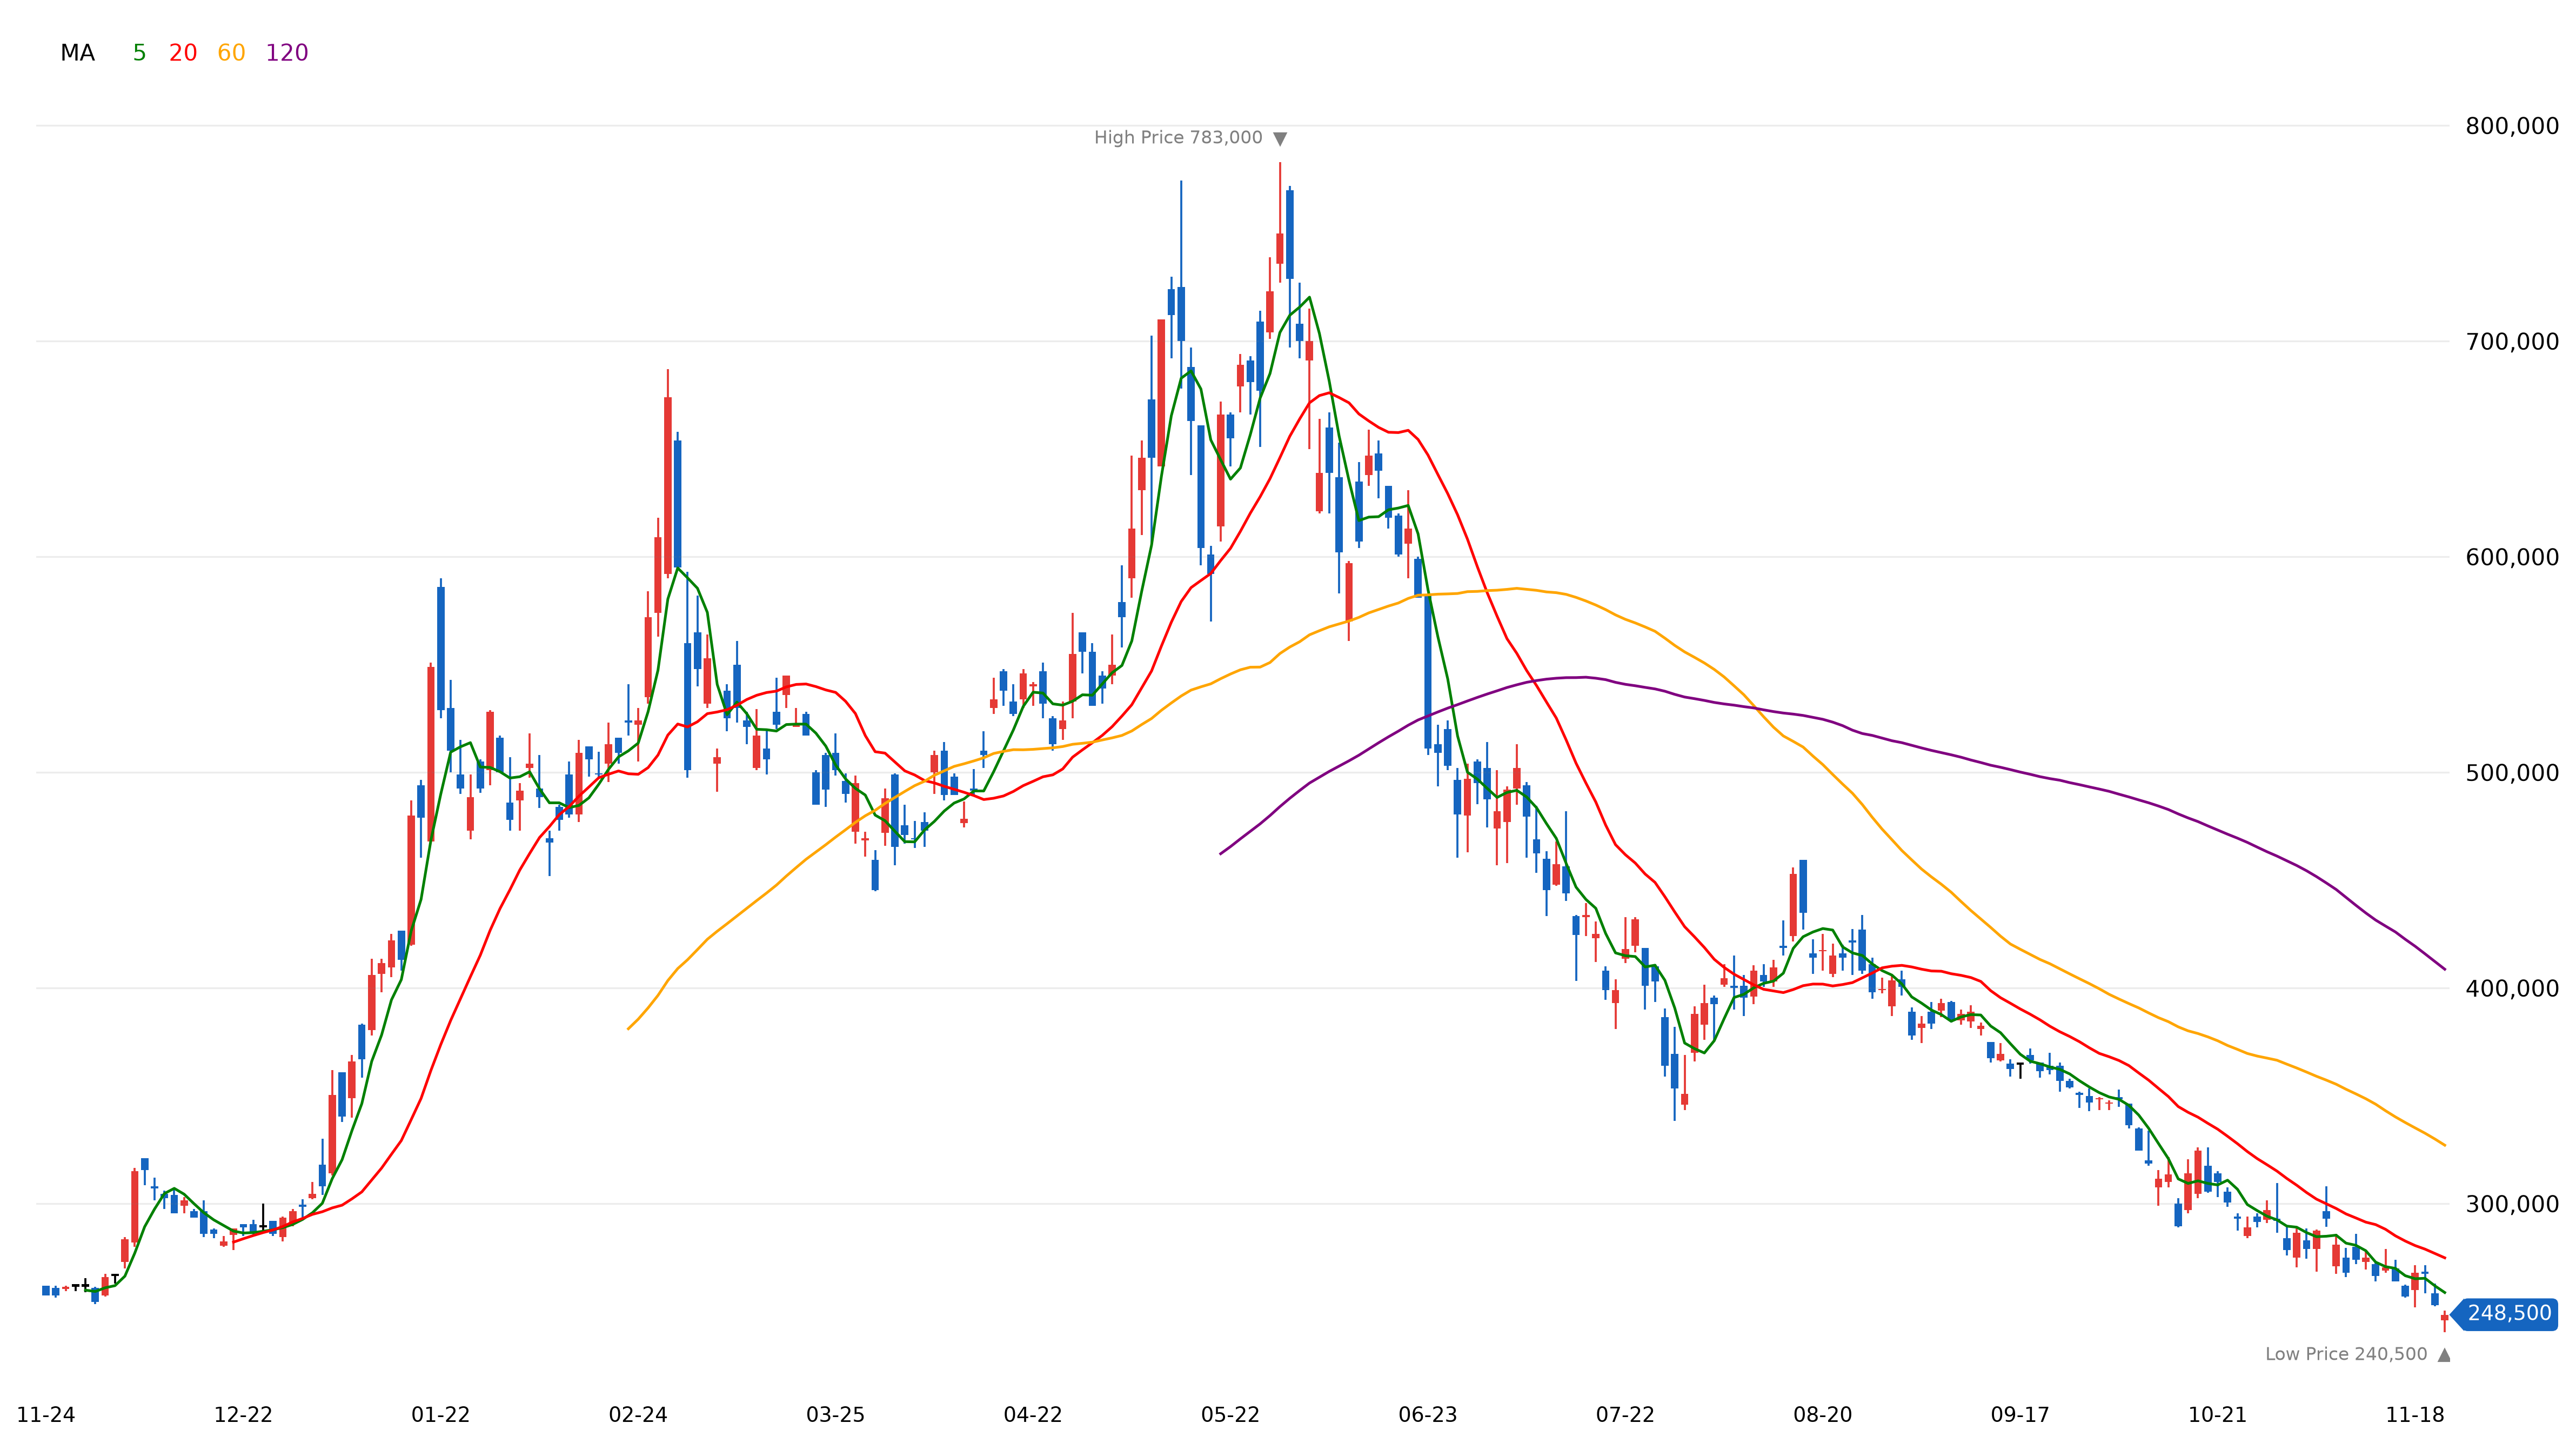 MA 5 20 60 120
800,000
High Price 783,000 ▼
700,000
600,000
500,000
400,000
300,000
248,500
Low Price 240,500 ▲
11-24 12-22 01-22 02-24 03-25 04-22 05-22 06-23 07-22 08-20 09-17 10-21 11-18